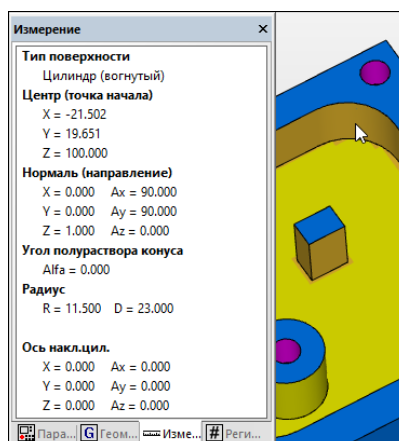 Измерение ×
Тип поверхности
Цилиндр (вогнутый)
Центр (точка начала)
X = -21.502
Y = 19.651
Z = 100.000
Нормаль (направление)
X = 0.000 Ax = 90.000
Y = 0.000 Ay = 90.000
Z = 1.000 Az = 0.000
Угол полураствора конуса
Alfa = 0.000
Радиус
R = 11.500 D = 23.000
Ось накл.цил.
X = 0.000 Ax = 0.000
Y = 0.000 Ay = 0.000
Z = 0.000 Az = 0.000
Пара... G Геом... Изме... # Реги...